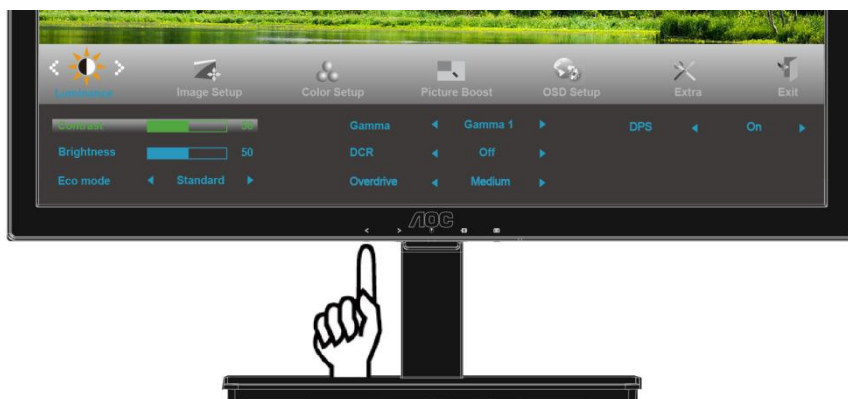 Luminance Image Setup Color Setup Picture Boost OSD Setup Extra Exit
Contrast 50 Gamma Gamma 1 DPS On
Brightness 50 DCR Off
Eco mode Standard Overdrive Medium
AOC